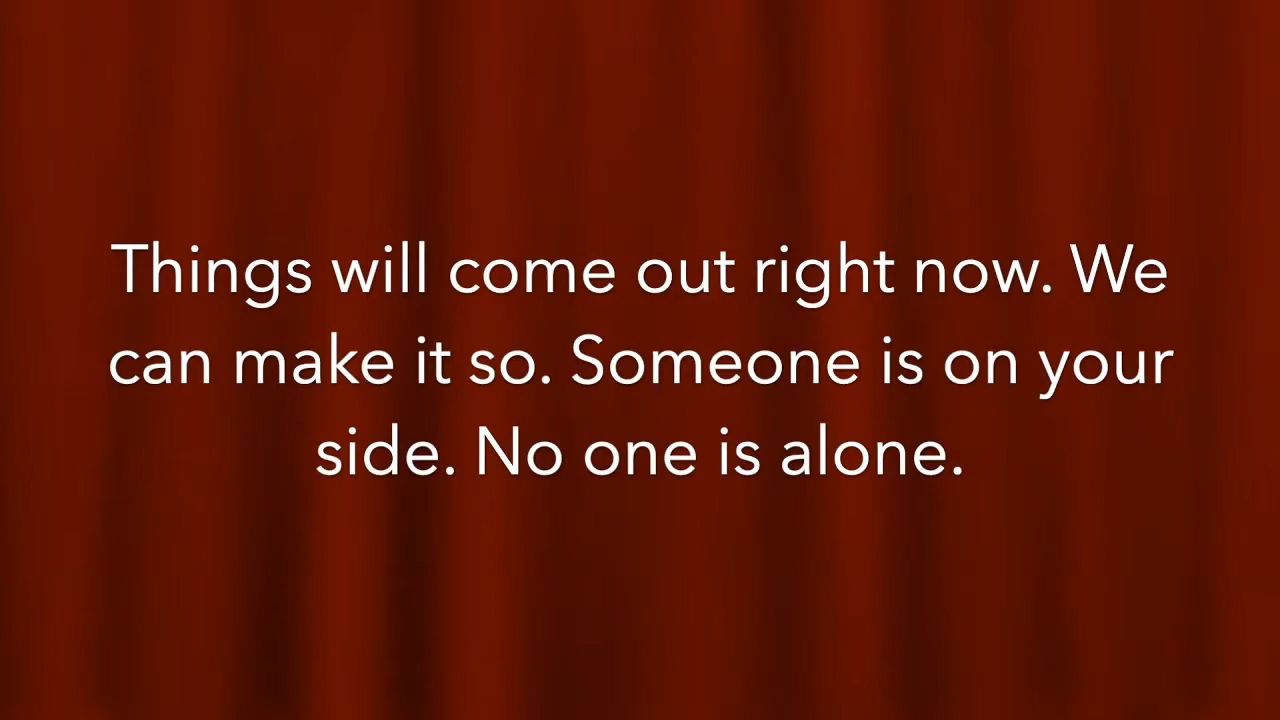 Things will come out right now. We
can make it so. Someone is on your
side. No one is alone.